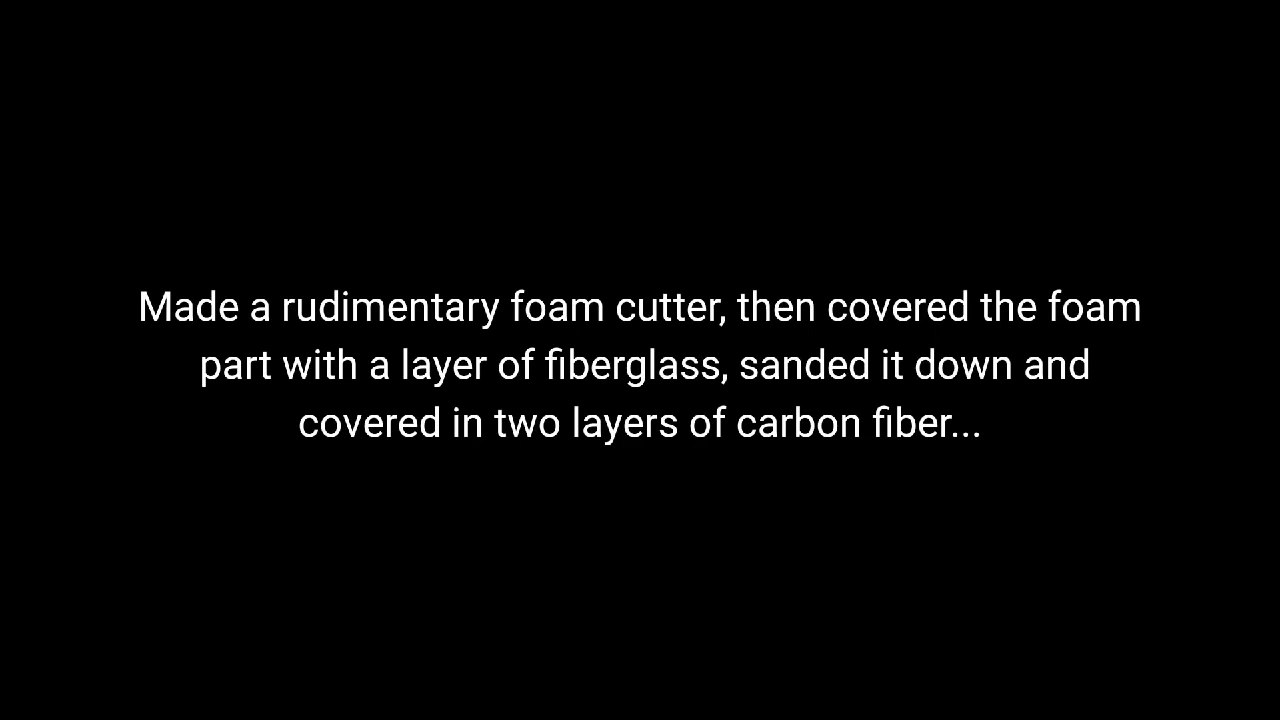 Made a rudimentary foam cutter, then covered the foam
part with a layer of fiberglass, sanded it down and
covered in two layers of carbon fiber...